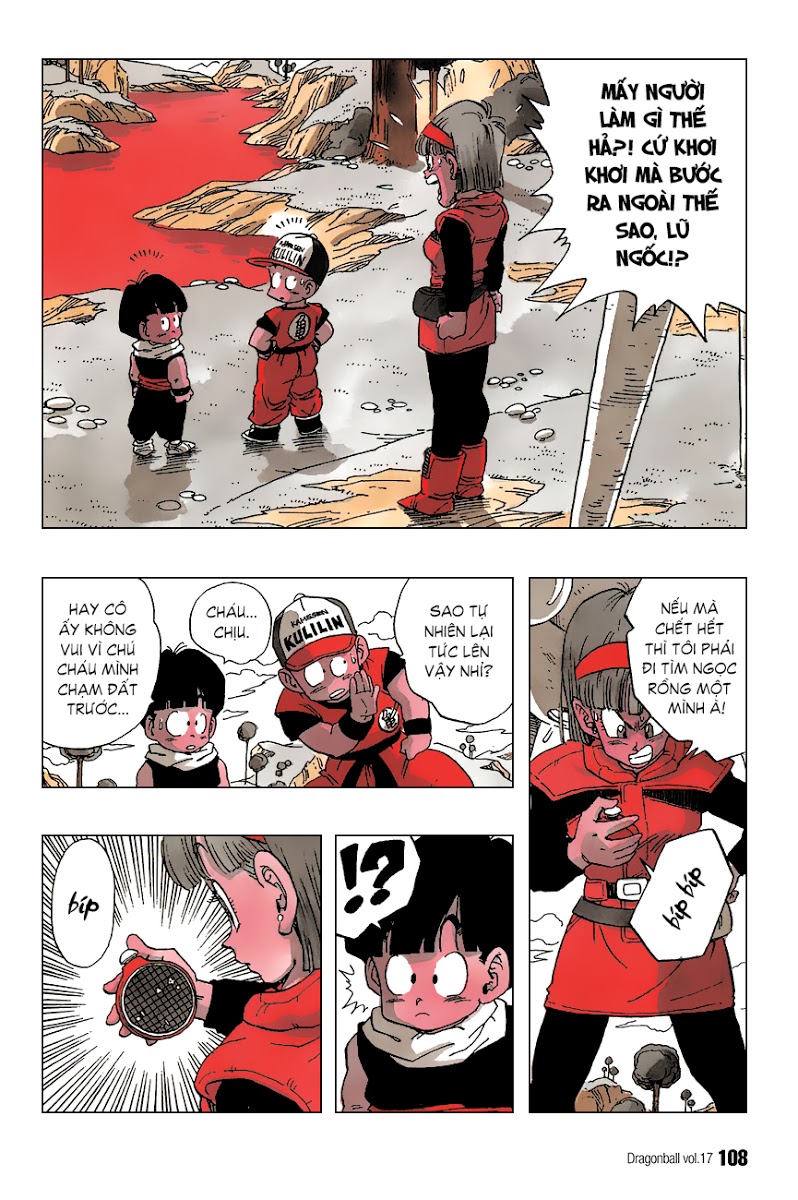 MẤY NGƯỜI
LÀM GÌ THẾ
HẢ?! CỨ KHƠI
KHƠI MÀ BƯỚC
RA NGOÀI THẾ
SAO, LŨ
NGỐC!?
KAMESEN
KULILIN
NẾU MÀ
CHẾT HẾT
THÌ TÔI PHẢI
ĐI TÌM NGỌC
RỒNG MỘT
MÌNH À!
bíp bíp
SAO TỰ
NHIÊN LẠI
TỨC LÊN
VẬY NHỈ?
KAMESEN
KULILIN
CHÁU...
CHỊU.
HAY CÔ
ẤY KHÔNG
VUI VÌ CHÚ
CHÁU MÌNH
CHẠM ĐẤT
TRƯỚC...
!?
bíp
Dragonball vol.17 108